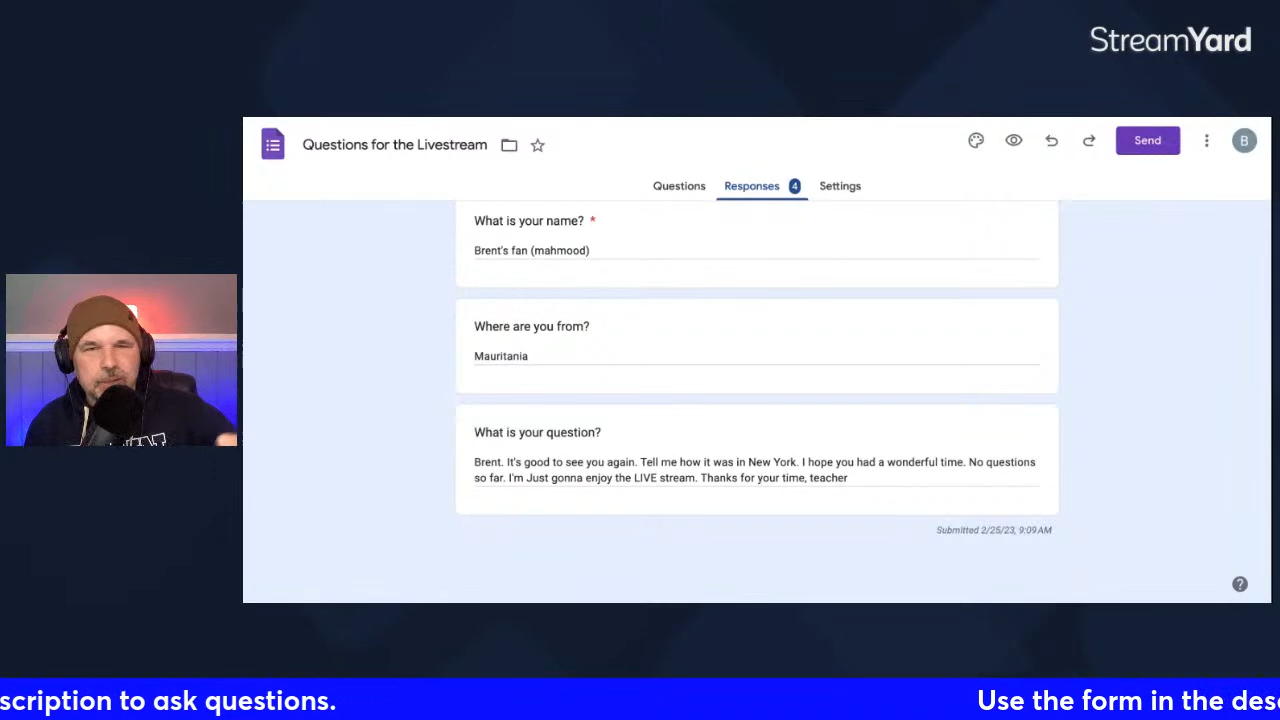 StreamYard
Questions for the Livestream
Send
B
Questions
Responses 4
Settings
What is your name? *
Brent's fan (mahmood)
Where are you from?
Mauritania
What is your question?
Brent. It's good to see you again. Tell me how it was in New York. I hope you had a wonderful time. No questions
so far. I'm Just gonna enjoy the LIVE stream. Thanks for your time, teacher
Submitted 2/25/23, 9:09 AM
scription to ask questions.
Use the form in the des